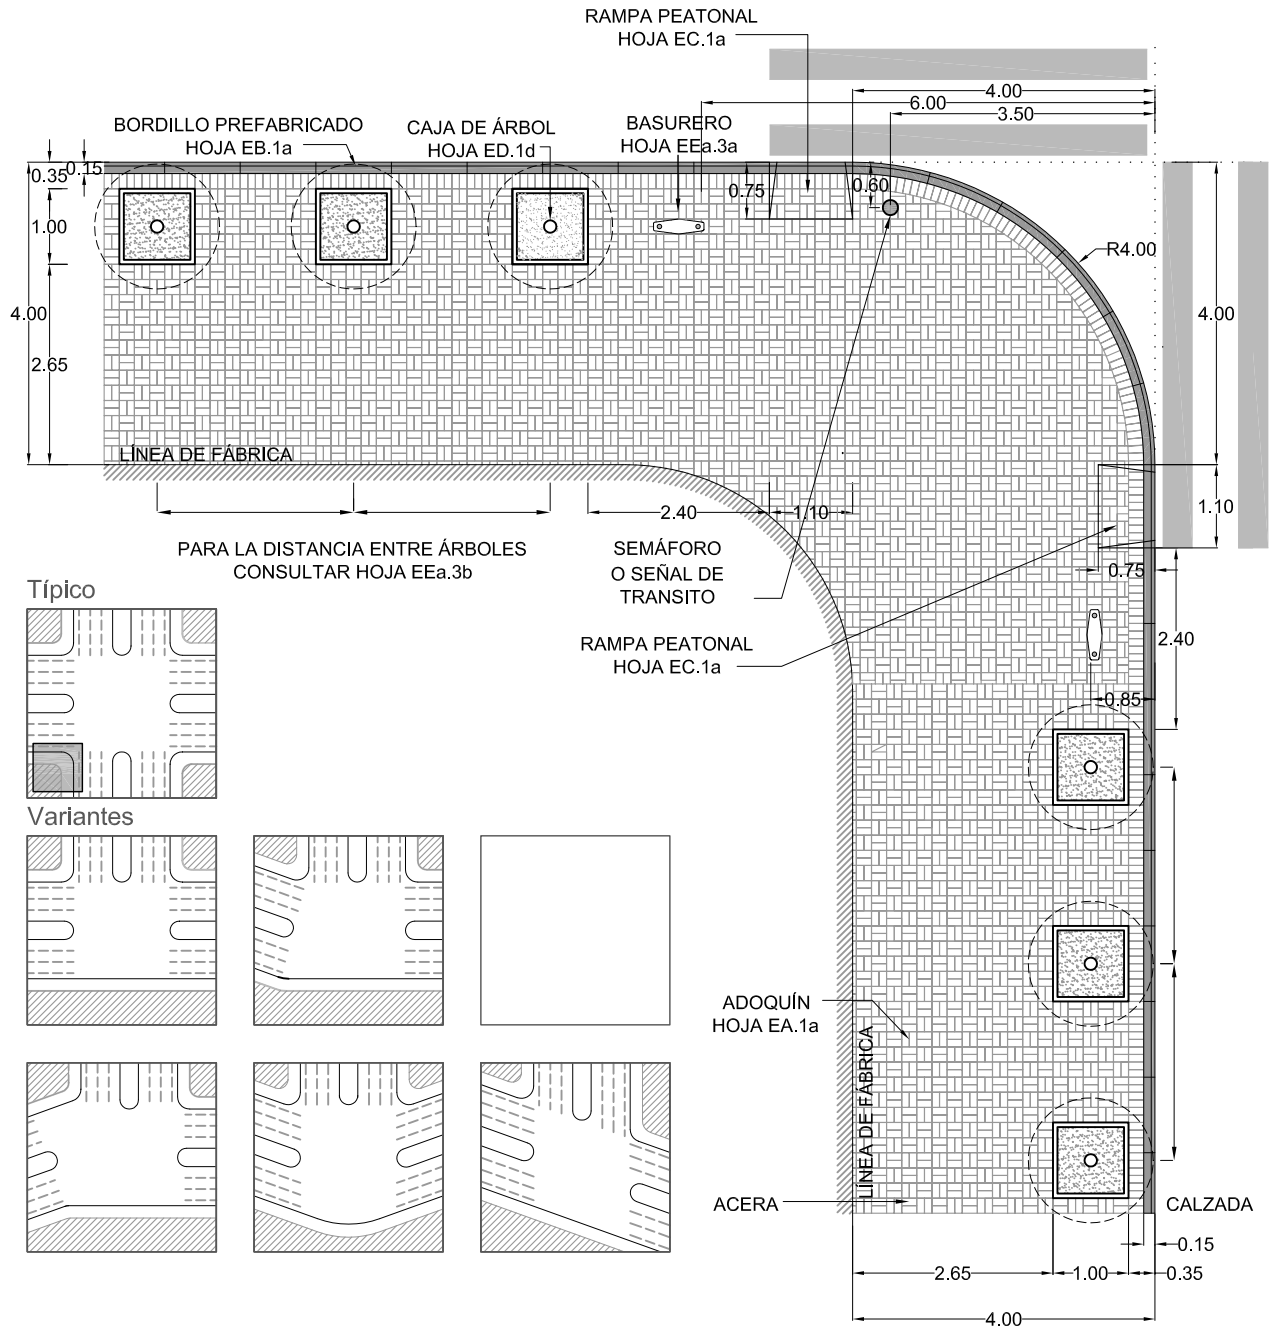 RAMPA PEATONAL
HOJA EC.1a
4.00
6.00
3.50
BORDILLO PREFABRICADO
HOJA EB.1a
CAJA DE ÁRBOL
HOJA ED.1d
BASURERO
HOJA EEa.3a
0.15
0.35
0.75
0.60
1.00
R4.00
4.00
4.00
2.65
LÍNEA DE FÁBRICA
2.40
1.10
1.10
PARA LA DISTANCIA ENTRE ÁRBOLES
CONSULTAR HOJA EEa.3b
SEMÁFORO
O SEÑAL DE
TRANSITO
0.75
Típico
RAMPA PEATONAL
HOJA EC.1a
2.40
0.85
Variantes
ADOQUÍN
HOJA EA.1a
LÍNEA DE FÁBRICA
ACERA
CALZADA
0.15
2.65
1.00
0.35
4.00